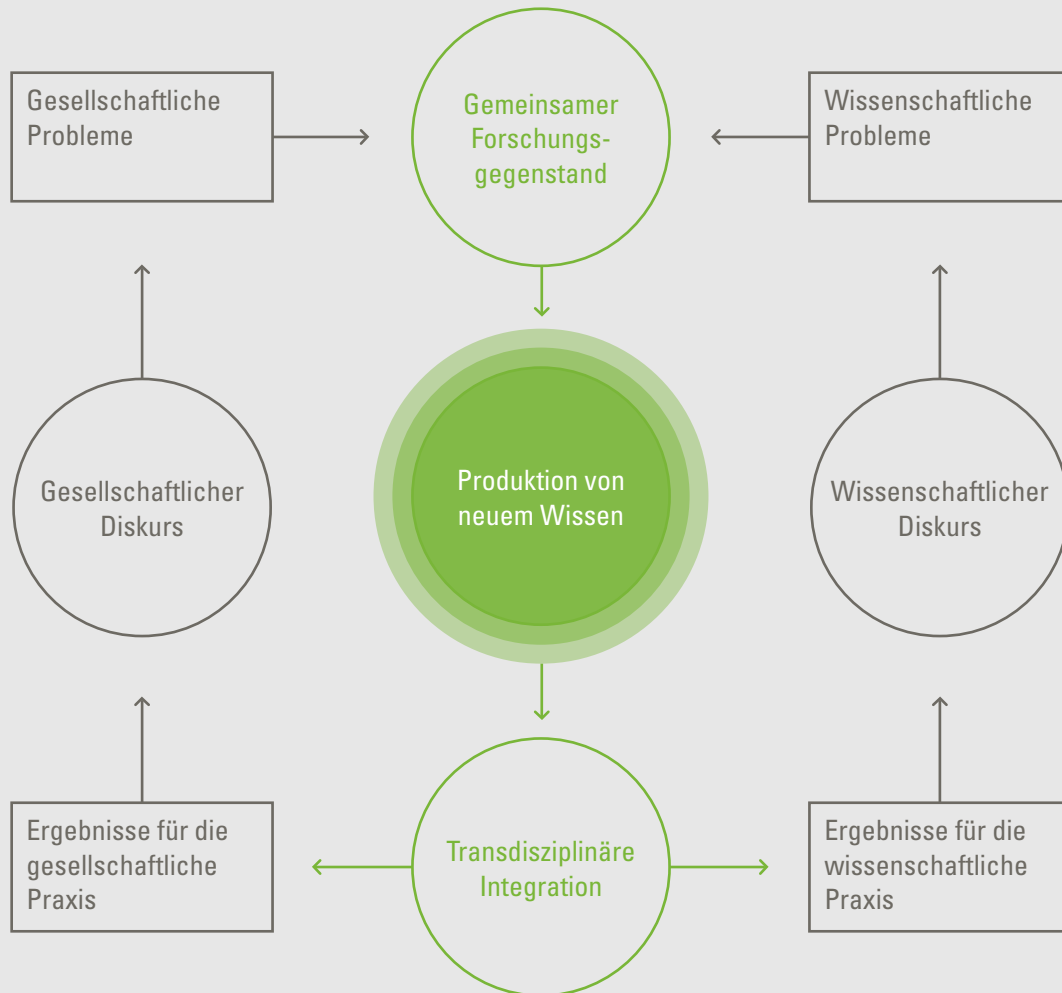 Gesellschaftliche
Probleme
Gemeinsamer
Forschungs-
gegenstand
Wissenschaftliche
Probleme
Gesellschaftlicher
Diskurs
Produktion von
neuem Wissen
Wissenschaftlicher
Diskurs
Ergebnisse für die
gesellschaftliche
Praxis
Transdisziplinäre
Integration
Ergebnisse für die
wissenschaftliche
Praxis